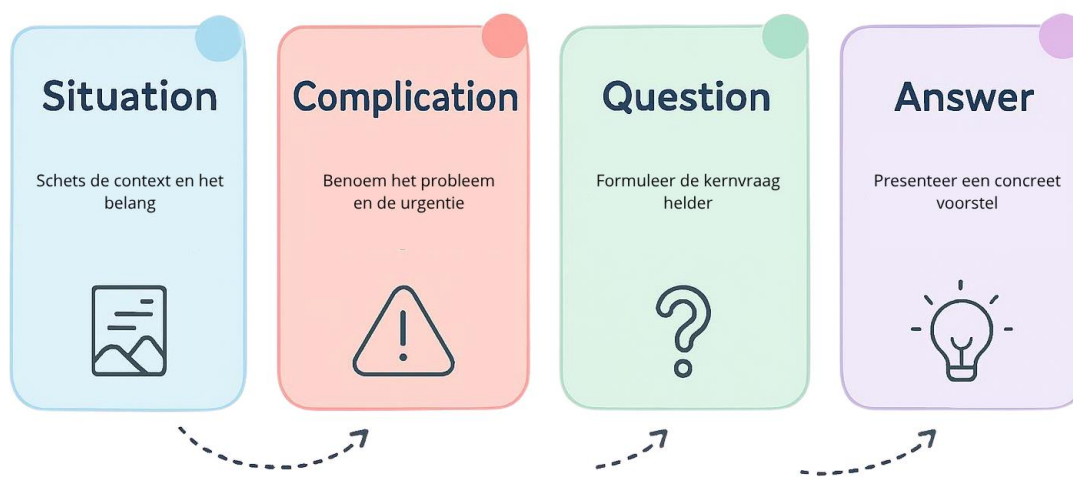 Situation
Schets de context en het
belang
Complication
Benoem het probleem
en de urgentie
Question
Formuleer de kernvraag
helder
Answer
Presenteer een concreet
voorstel